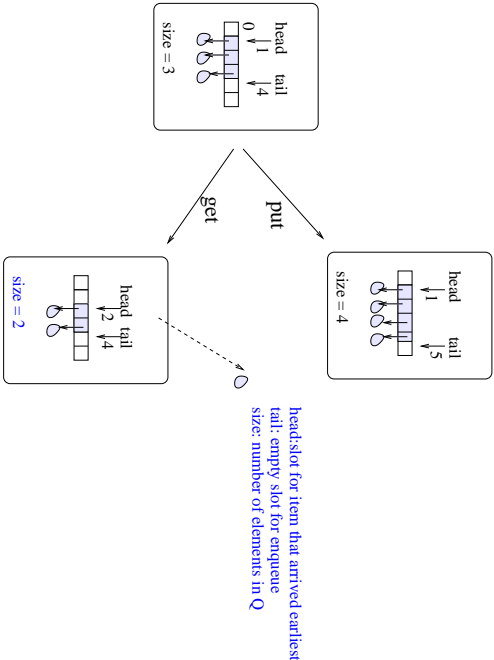 head tail
0 1 4
size = 3
put
get
head tail
1 5
size = 4
head tail
2 4
size = 2
head:slot for item that arrived earliest
tail: empty slot for enqueue
size: number of elements in Q